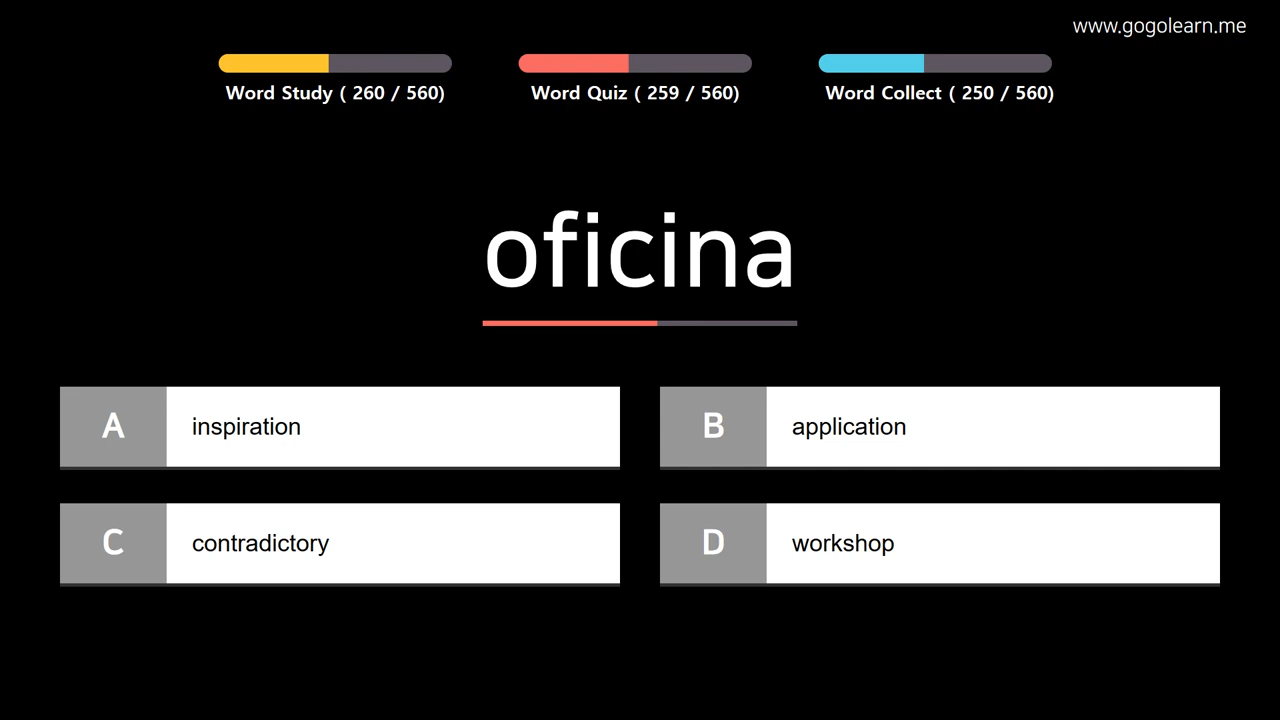 www.gogolearn.me
Word Study ( 260 / 560)
Word Quiz ( 259 / 560)
Word Collect ( 250 / 560)
oficina
A inspiration
B application
C contradictory
D workshop